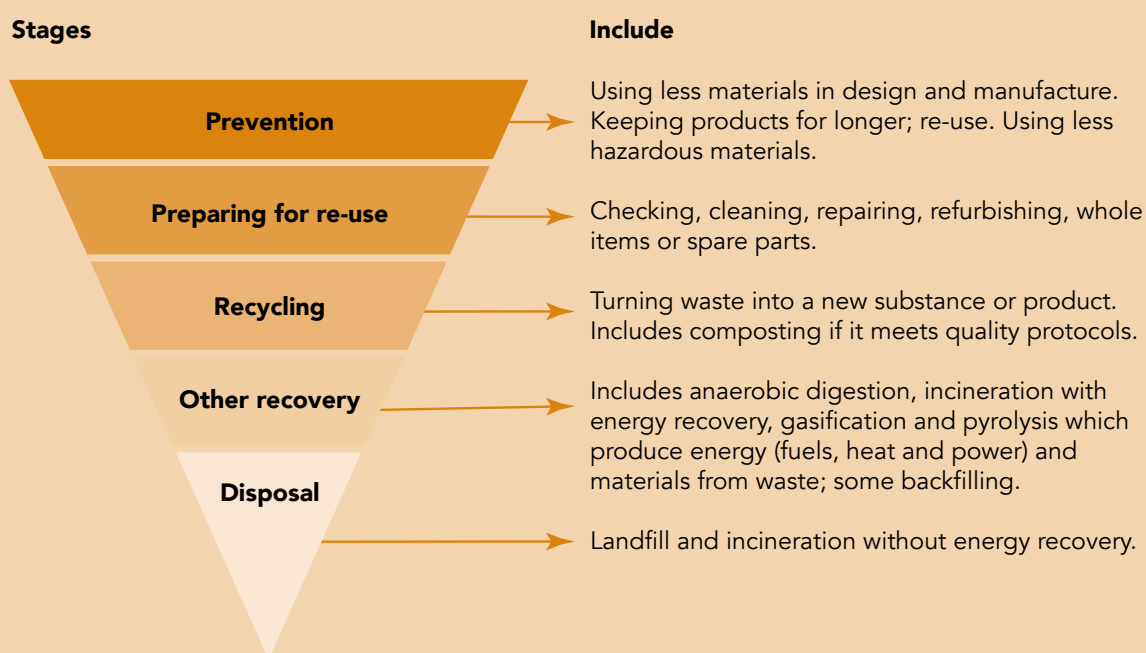 Stages
Include
Prevention
Using less materials in design and manufacture.
Keeping products for longer; re-use. Using less
hazardous materials.
Preparing for re-use
Checking, cleaning, repairing, refurbishing, whole
items or spare parts.
Recycling
Turning waste into a new substance or product.
Includes composting if it meets quality protocols.
Other recovery
Includes anaerobic digestion, incineration with
energy recovery, gasification and pyrolysis which
produce energy (fuels, heat and power) and
materials from waste; some backfilling.
Disposal
Landfill and incineration without energy recovery.